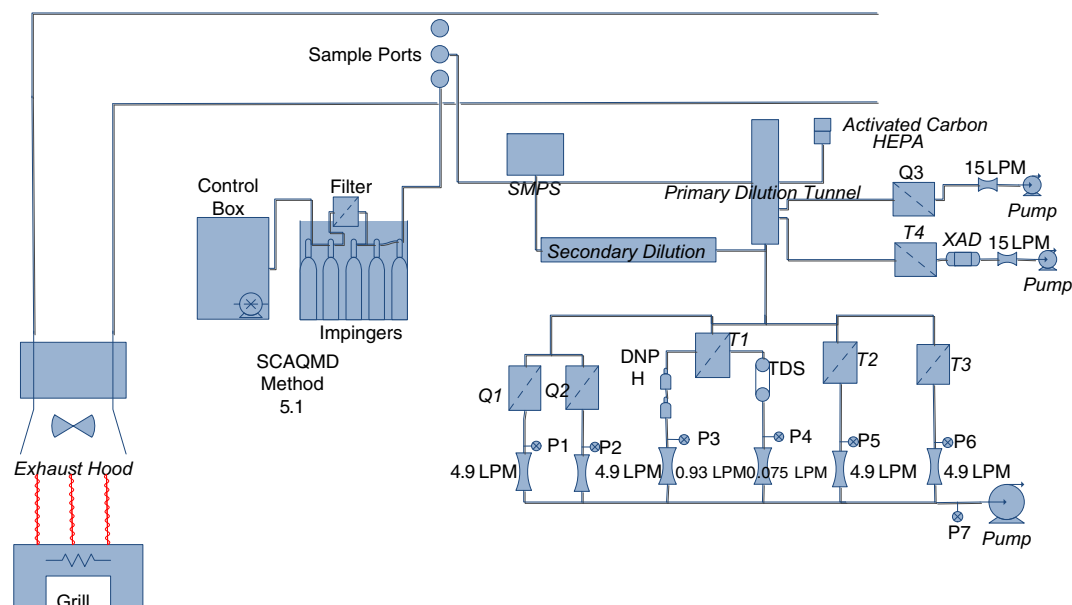 Sample Ports
Activated Carbon
HEPA
SMPS
Primary Dilution Tunnel
Q3
15 LPM
Pump
Control
Box
Filter
Secondary Dilution
T4
XAD
15 LPM
Pump
Impingers
SCAQMD
Method
5.1
DNP
H
T1
TDS
T2
T3
Q1
Q2
P1
P2
P3
P4
P5
P6
4.9 LPM
4.9 LPM
0.93 LPM
0.075 LPM
4.9 LPM
4.9 LPM
P7
Pump
Exhaust Hood
Grill